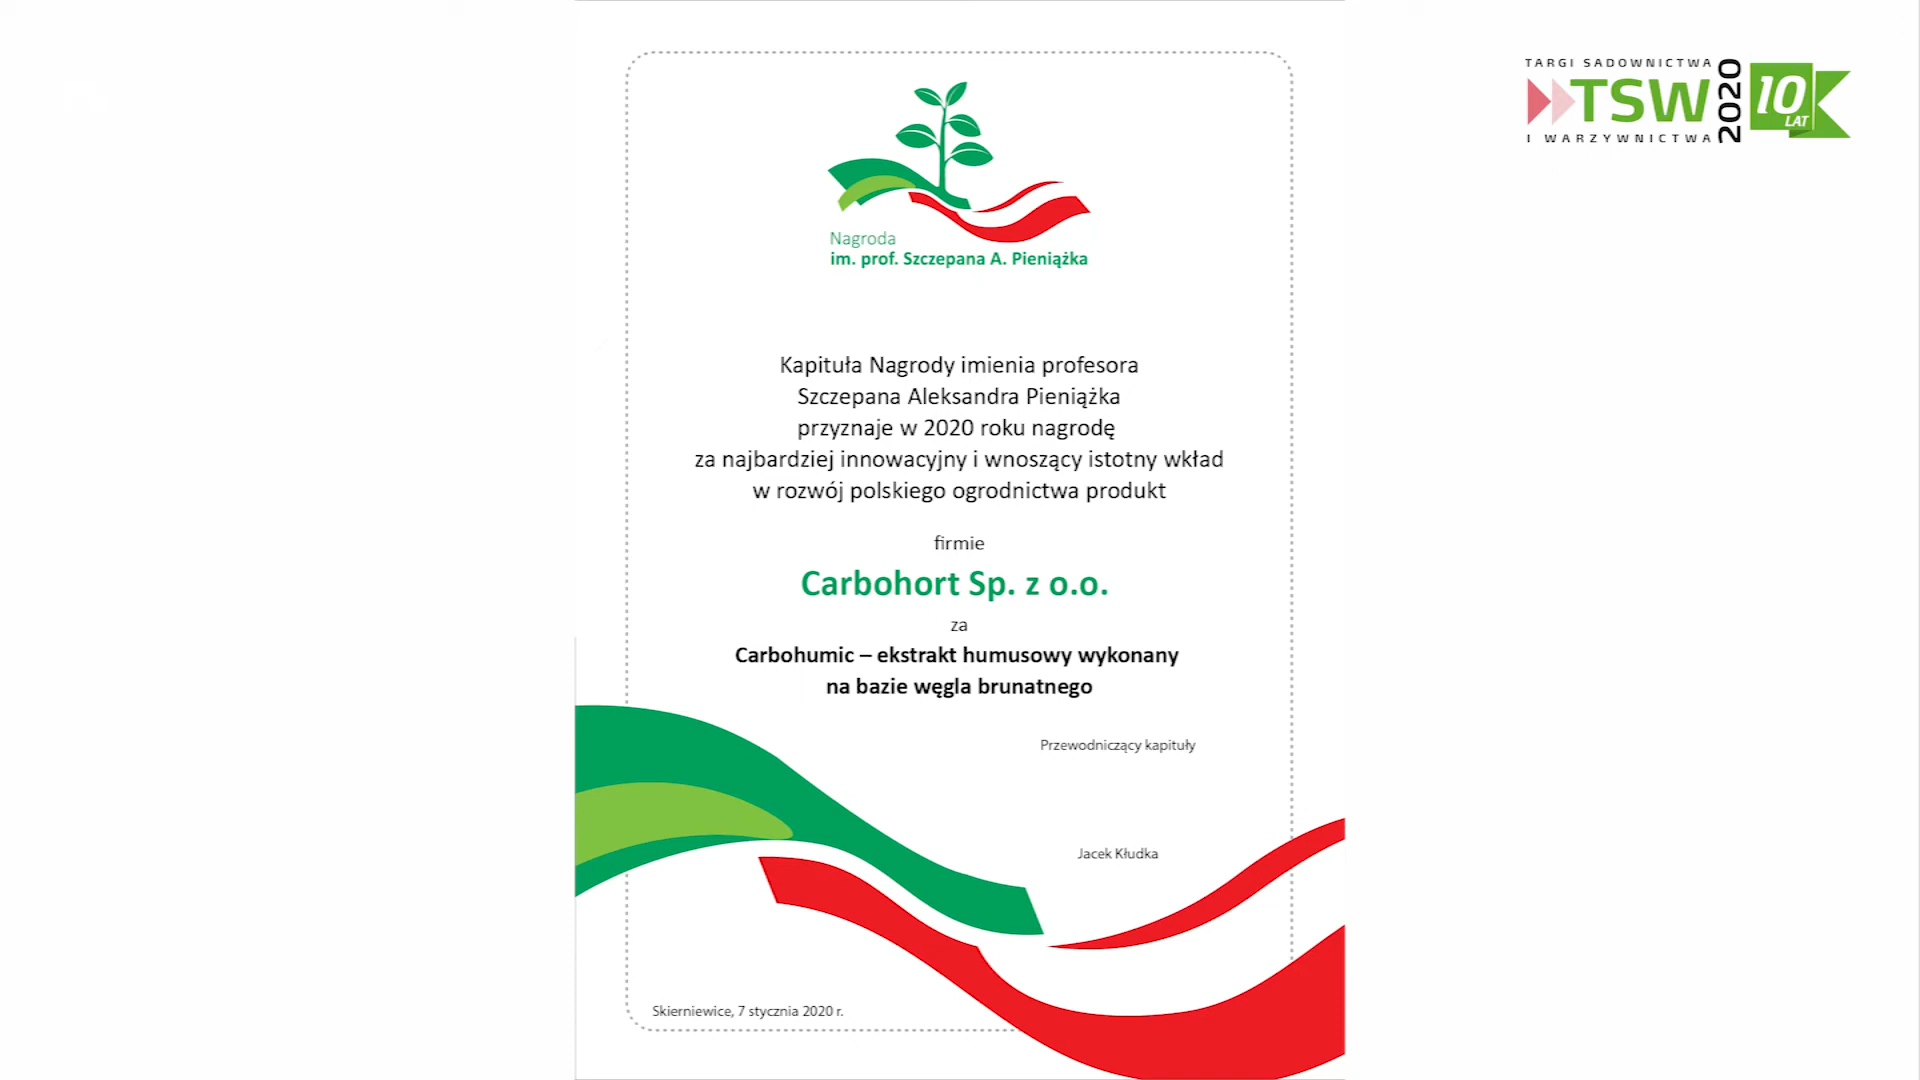 TARGI SADOWNICTWA
TSW
I WARZYWNICTWA
2020
10
LAT
Nagroda
im. prof. Szczepana A. Pieniążka
Kapituła Nagrody imienia profesora
Szczepana Aleksandra Pieniążka
przyznaje w 2020 roku nagrodę
za najbardziej innowacyjny i wnoszący istotny wkład
w rozwój polskiego ogrodnictwa produkt
firmie
Carbohort Sp. z o.o.
za
Carbohumic – ekstrakt humusowy wykonany
na bazie węgla brunatnego
Przewodniczący kapituły
Jacek Kłudka
Skierniewice, 7 stycznia 2020 r.